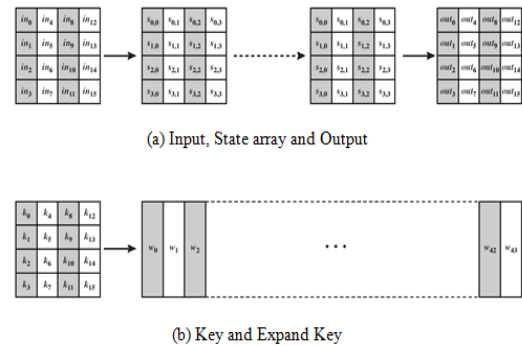 in0 in4 in8 in12 s0,0 s0,1 s0,2 s0,3 s0,0 s0,1 s0,2 s0,3 out0 out4 out8 out12
in1 in5 in9 in13 s1,0 s1,1 s1,2 s1,3 s1,0 s1,1 s1,2 s1,3 out1 out5 out9 out13
in2 in6 in10 in14 s2,0 s2,1 s2,2 s2,3 s2,0 s2,1 s2,2 s2,3 out2 out6 out10 out14
in3 in7 in11 in15 s3,0 s3,1 s3,2 s3,3 s3,0 s3,1 s3,2 s3,3 out3 out7 out11 out15
(a) Input, State array and Output
k0 k4 k8 k12
k1 k5 k9 k13
k2 k6 k10 k14
k3 k7 k11 k15
w0 w1 w2 ... w42 w43
(b) Key and Expand Key